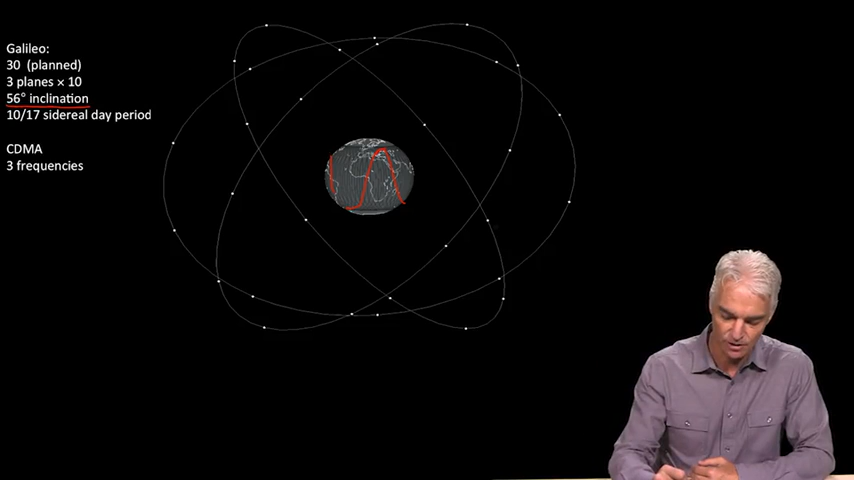 Galileo:
30 (planned)
3 planes × 10
56° inclination
10/17 sidereal day period
CDMA
3 frequencies